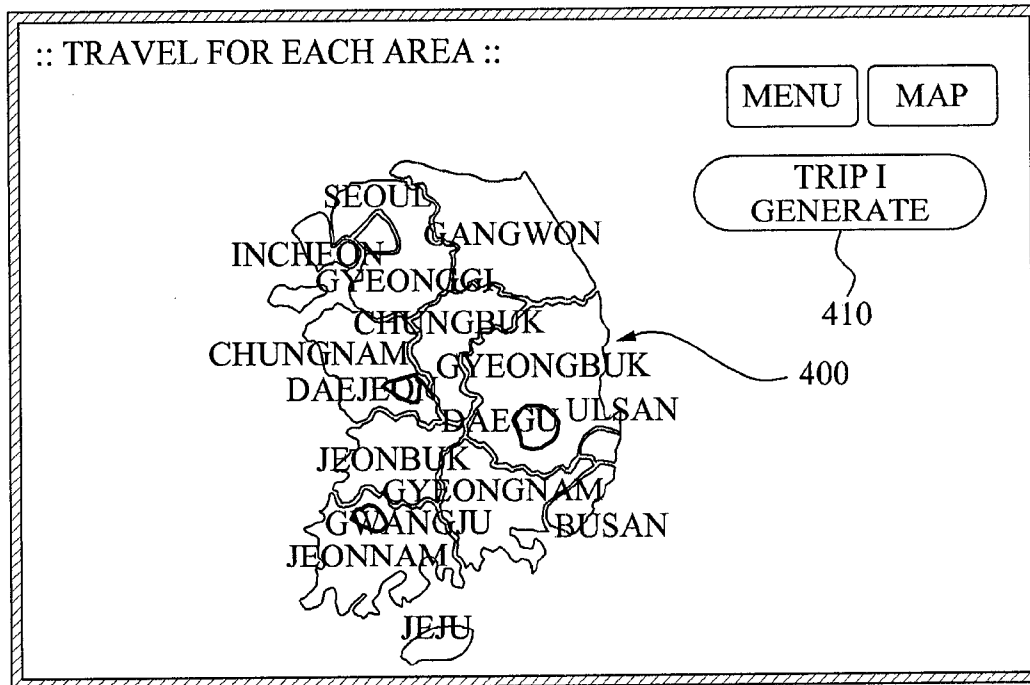 :: TRAVEL FOR EACH AREA ::
MENU
MAP
TRIP I
GENERATE
410
SEOUL
GANGWON
INCHEON
GYEONGGI
CHUNGBUK
CHUNGNAM
GYEONGBUK
400
DAEJEON
DAEGU
ULSAN
JEONBUK
GYEONGNAM
GWANGJU
BUSAN
JEONNAM
JEJU